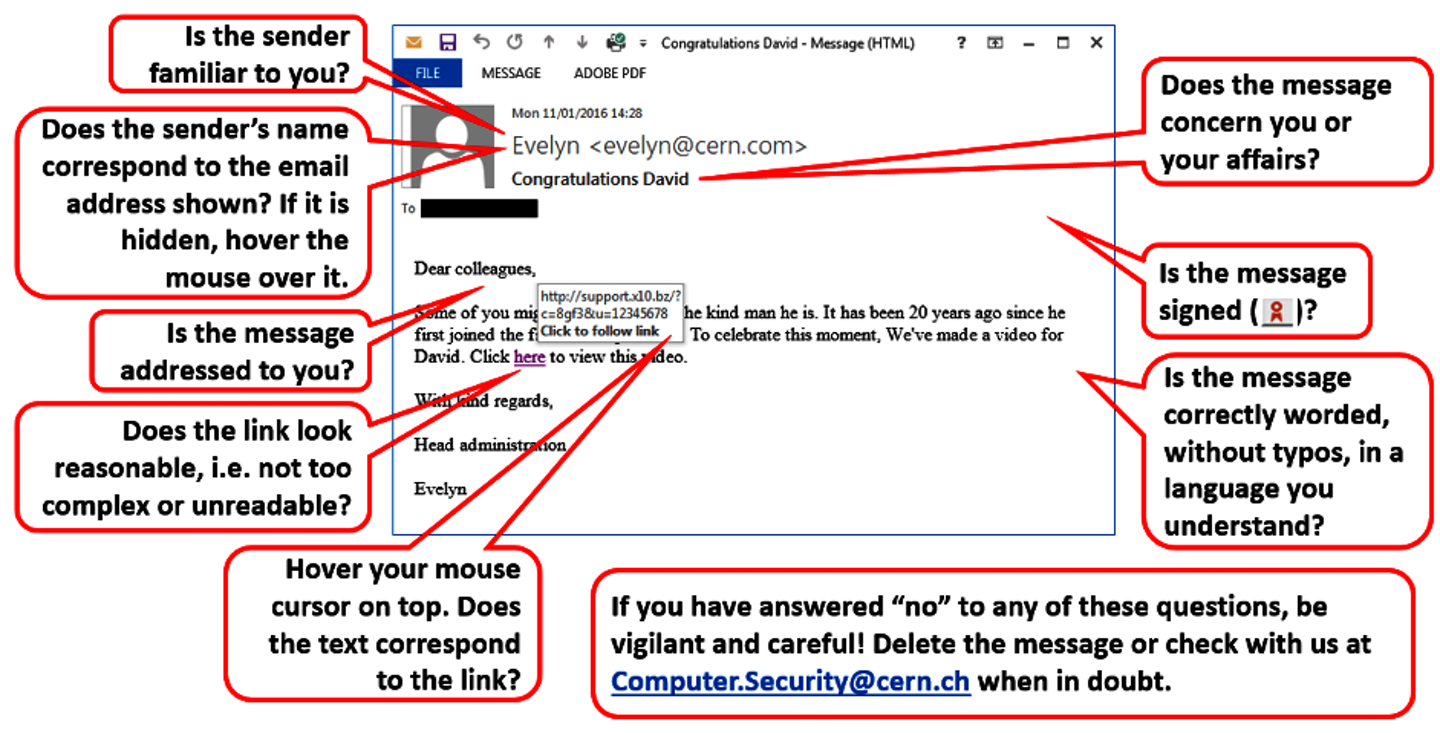 Is the sender
familiar to you?
Does the sender’s name
correspond to the email
address shown? If it is
hidden, hover the
mouse over it.
Is the message
addressed to you?
Does the link look
reasonable, i.e. not too
complex or unreadable?
Hover your mouse
cursor on top. Does
the text correspond
to the link?
Congratulations David - Message (HTML)
?
FILE MESSAGE ADOBE PDF
Mon 11/01/2016 14:28
Evelyn <evelyn@cern.com>
Congratulations David
To
Dear colleagues,
http://support.x10.bz/?
c=8gf3&u=12345678
Click to follow link
Some of you he kind man he is. It has been 20 years ago since he
first joined the To celebrate this moment, We've made a video for
David. Click here to view this video.
With kind regards,
Head administration
Evelyn
Does the message
concern you or
your affairs?
Is the message
signed ( )?
Is the message
correctly worded,
without typos, in a
language you
understand?
If you have answered “no” to any of these questions, be
vigilant and careful! Delete the message or check with us at
Computer.Security@cern.ch when in doubt.